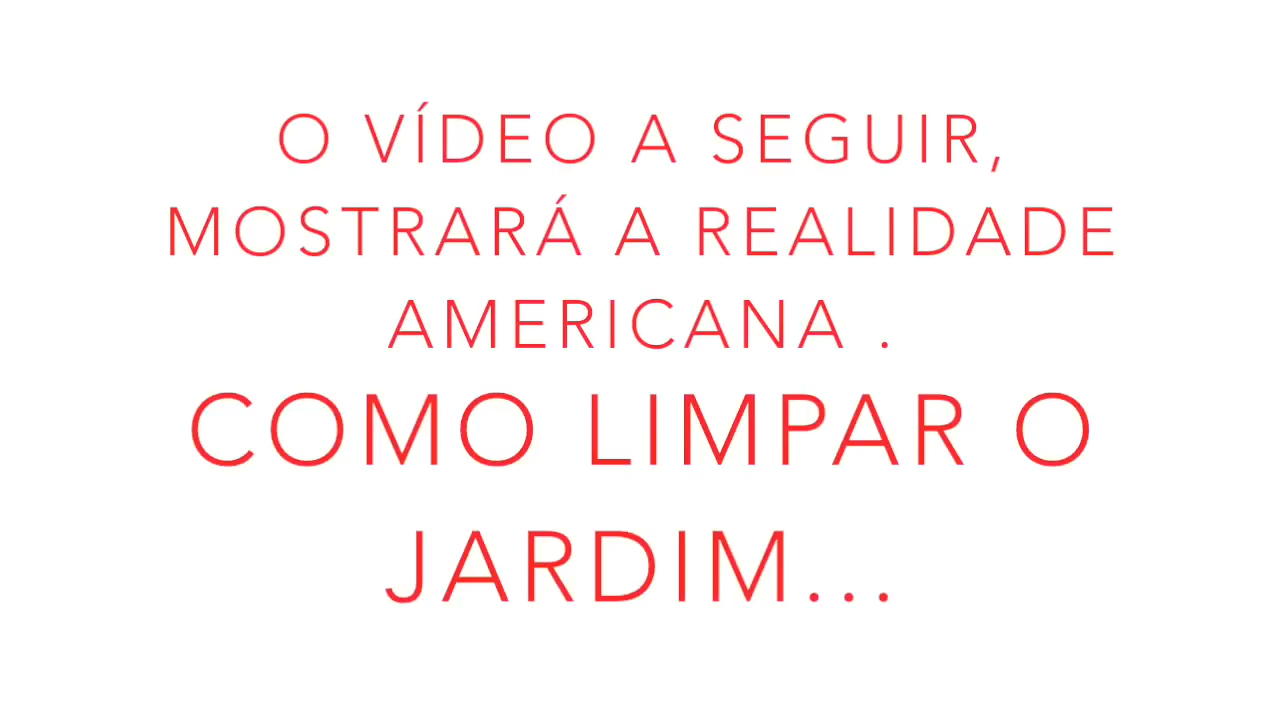 O VÍDEO A SEGUIR,
MOSTRARÁ A REALIDADE
AMERICANA .
COMO LIMPAR O
JARDIM...